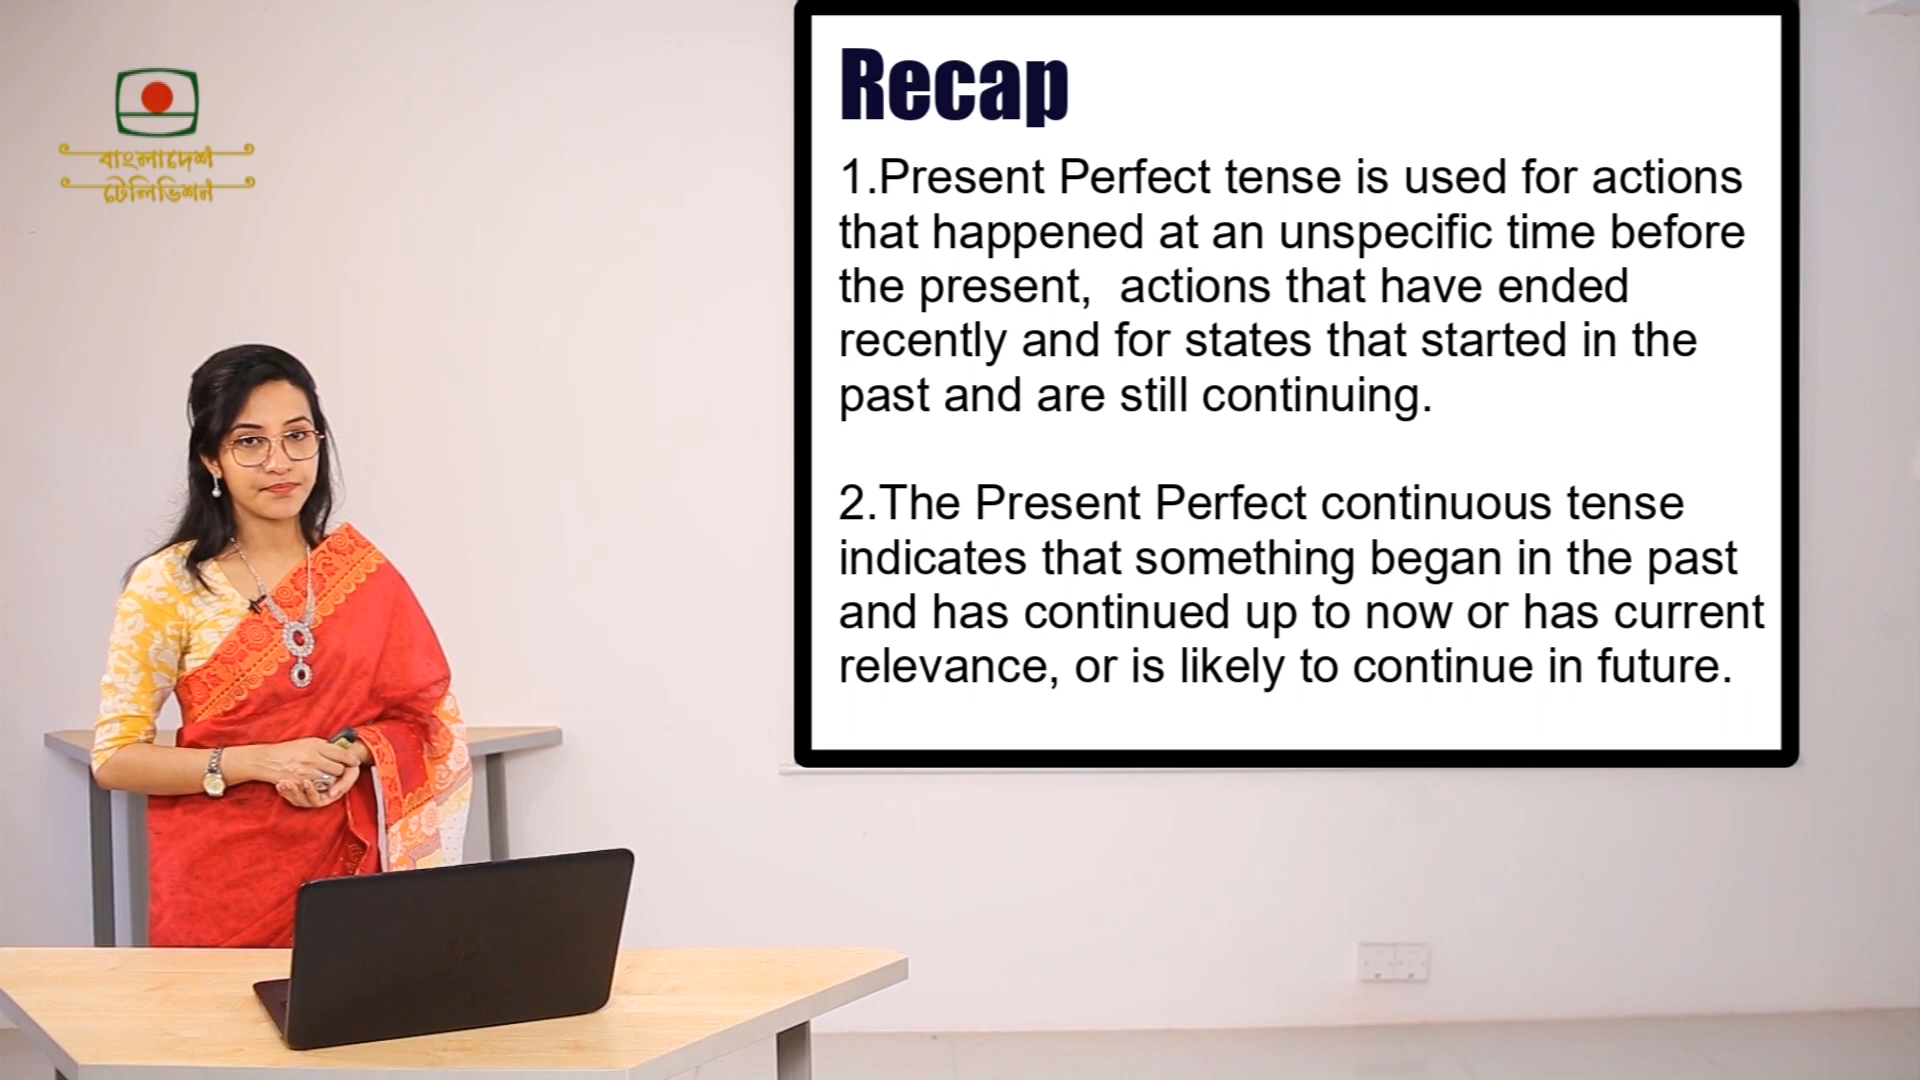 বাংলাদেশ
টেলিভিশন
Recap
1.Present Perfect tense is used for actions
that happened at an unspecific time before
the present,  actions that have ended
recently and for states that started in the
past and are still continuing.
2.The Present Perfect continuous tense
indicates that something began in the past
and has continued up to now or has current
relevance, or is likely to continue in future.